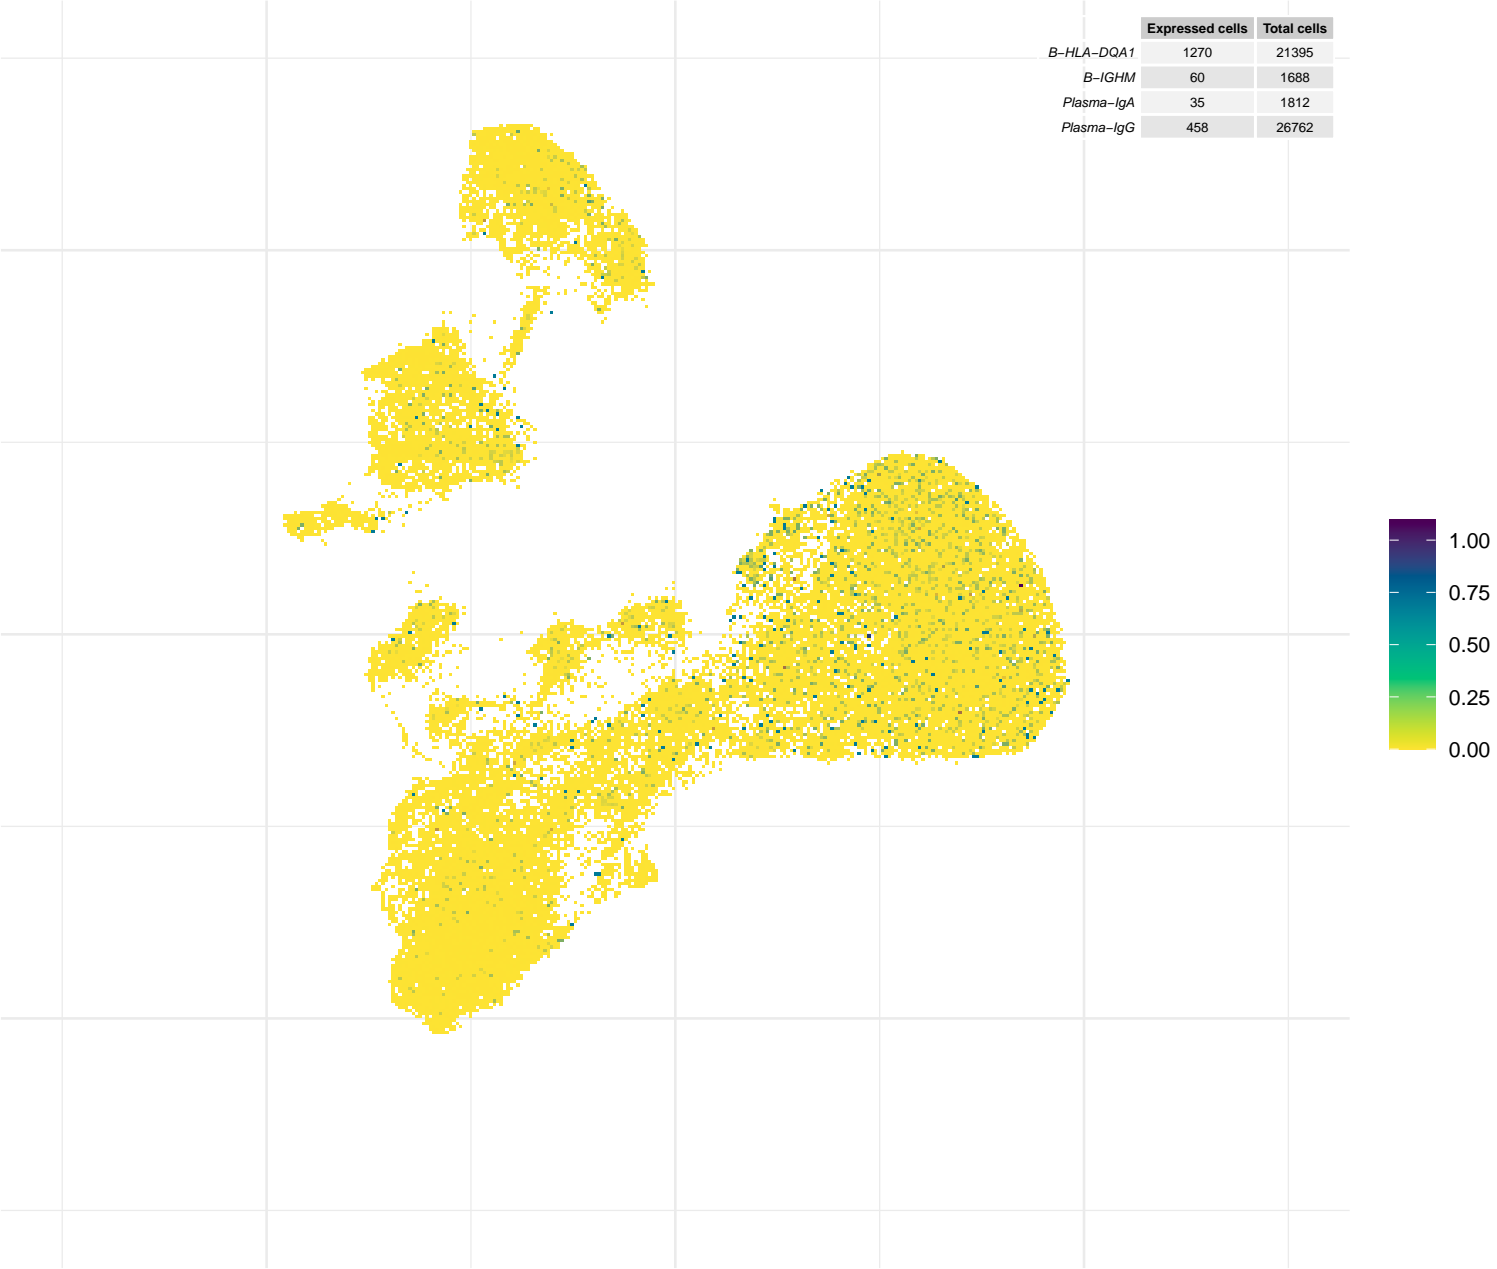 Expressed cells Total cells
B−HLA−DQA1 1270 21395
B−IGHM 60 1688
Plasma−IgA 35 1812
Plasma−IgG 458 26762
1.00
0.75
0.50
0.25
0.00